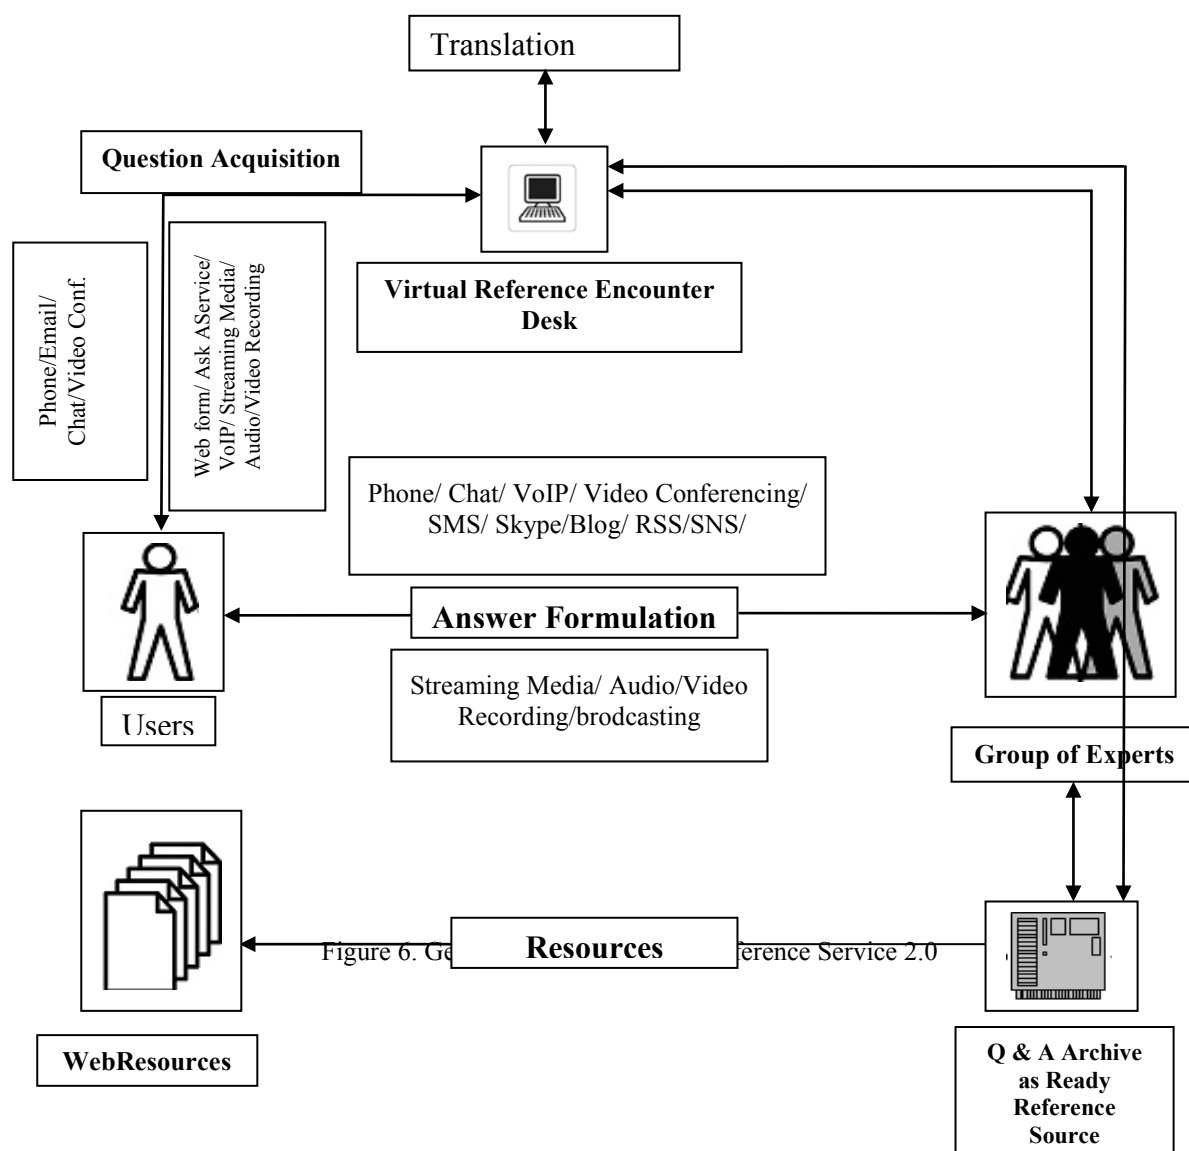 Translation
Question Acquisition
Virtual Reference Encounter
Desk
Phone/Email/
Chat/Video Conf.
Web form/ Ask AService/
VoIP/ Streaming Media/
Audio/Video Recording
Phone/ Chat/ VoIP/ Video Conferencing/
SMS/ Skype/Blog/ RSS/SNS/
Answer Formulation
Streaming Media/ Audio/Video
Recording/brodcasting
Users
Group of Experts
Resources
Figure 6. Ge
ference Service 2.0
WebResources
Q & A Archive
as Ready
Reference
Source